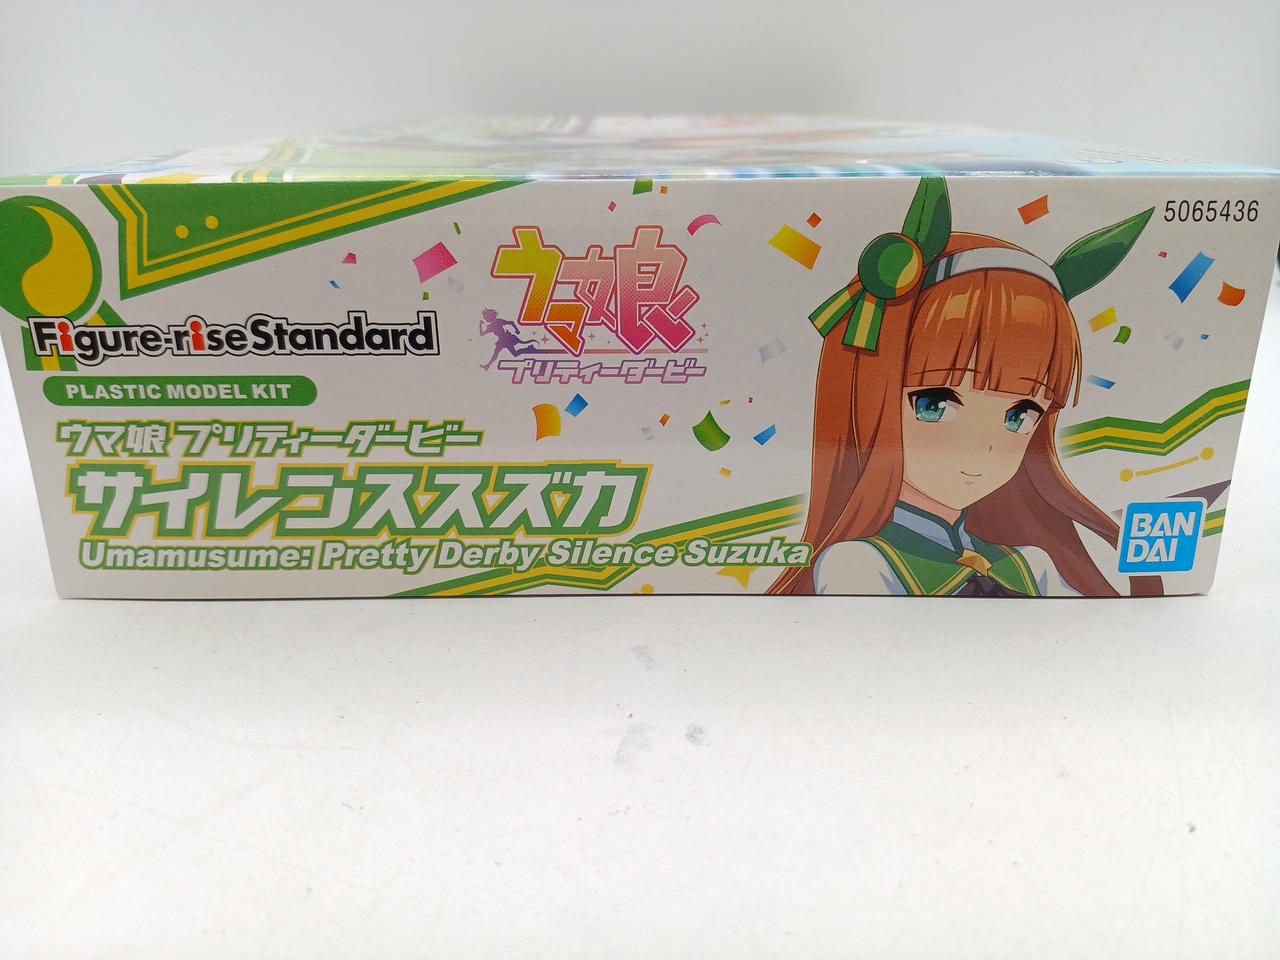 5065436
ウマ娘
プリティーダービー
Figure-riseStandard
PLASTIC MODEL KIT
ウマ娘 プリティーダービー
サイレンススズカ
Umamusume: Pretty Derby Silence Suzuka
BAN
DAI